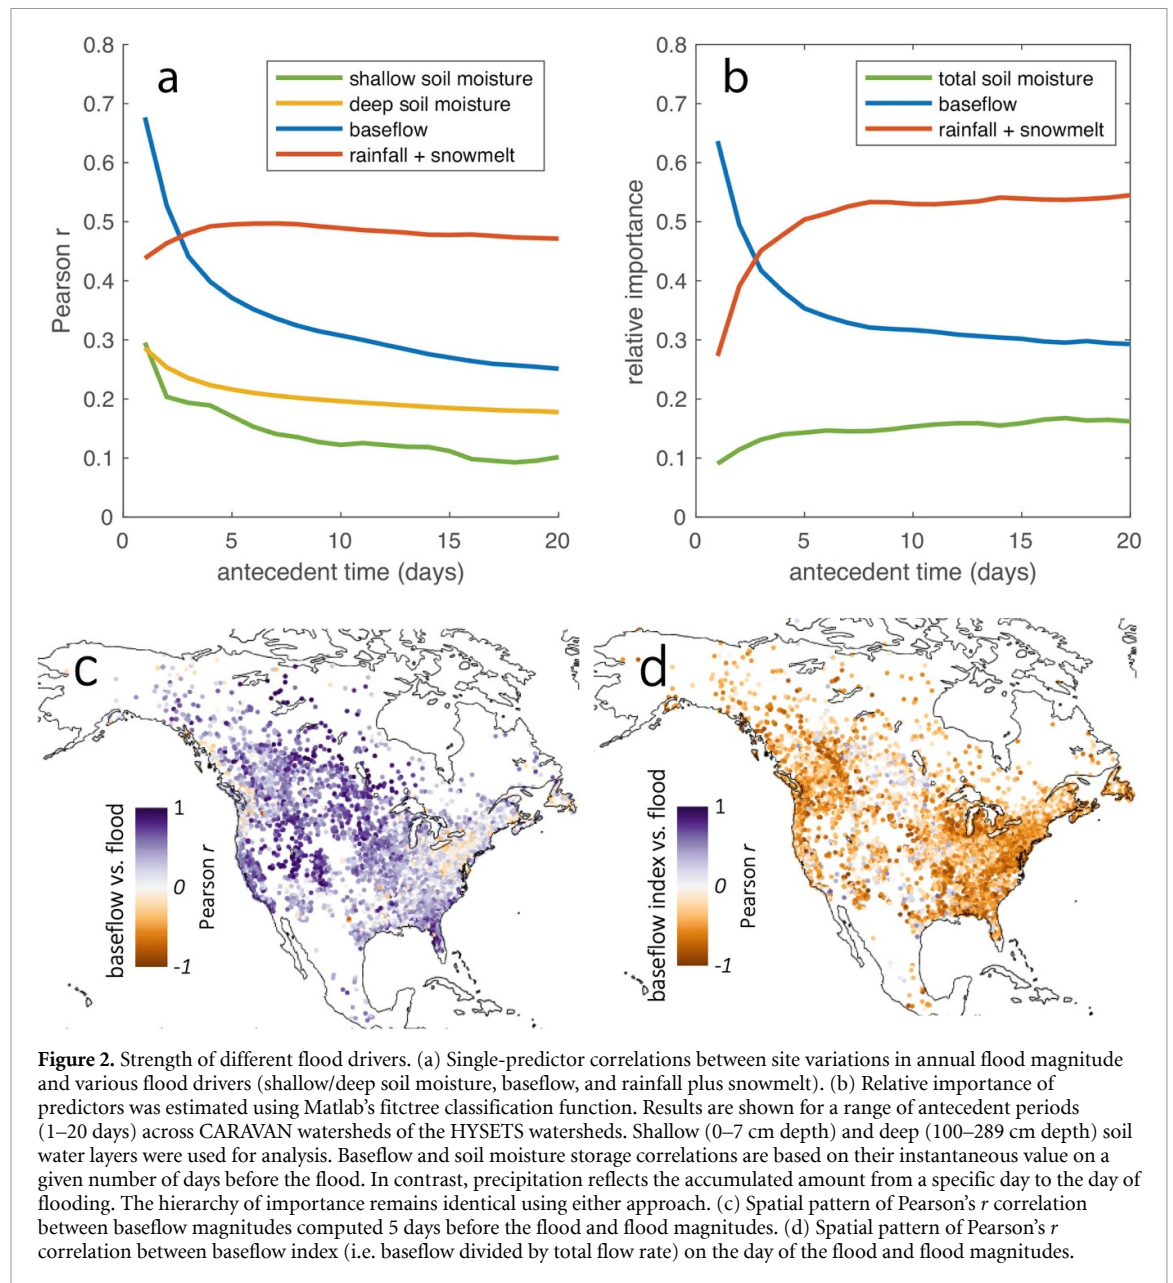 a
shallow soil moisture
deep soil moisture
baseflow
rainfall + snowmelt
Pearson r
0.8
0.7
0.6
0.5
0.4
0.3
0.2
0.1
0
0 5 10 15 20
antecedent time (days)
b
total soil moisture
baseflow
rainfall + snowmelt
relative importance
0.8
0.7
0.6
0.5
0.4
0.3
0.2
0.1
0
0 5 10 15 20
antecedent time (days)
c
baseflow vs. flood
1
0
-1
Pearson r
d
baseflow index vs. flood
1
0
-1
Pearson r
Figure 2. Strength of different flood drivers. (a) Single-predictor correlations between site variations in annual flood magnitude
and various flood drivers (shallow/deep soil moisture, baseflow, and rainfall plus snowmelt). (b) Relative importance of
predictors was estimated using Matlab's fitctree classification function. Results are shown for a range of antecedent periods
(1–20 days) across CARAVAN watersheds of the HYSETS watersheds. Shallow (0–7 cm depth) and deep (100–289 cm depth) soil
water layers were used for analysis. Baseflow and soil moisture storage correlations are based on their instantaneous value on a
given number of days before the flood. In contrast, precipitation reflects the accumulated amount from a specific day to the day of
flooding. The hierarchy of importance remains identical using either approach. (c) Spatial pattern of Pearson's r correlation
between baseflow magnitudes computed 5 days before the flood and flood magnitudes. (d) Spatial pattern of Pearson's r
correlation between baseflow index (i.e. baseflow divided by total flow rate) on the day of the flood and flood magnitudes.